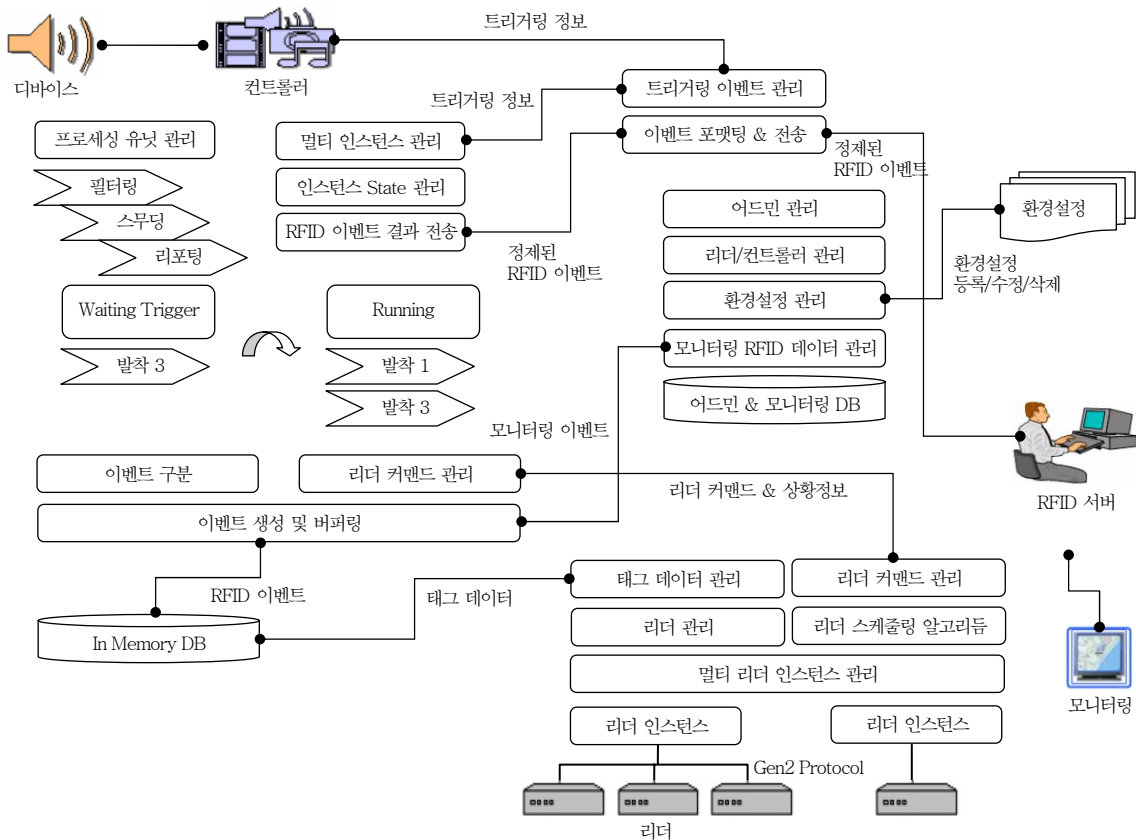 트리거링 정보
디바이스
컨트롤러
트리거링 이벤트 관리
트리거링 정보
프로세싱 유닛 관리
멀티 인스턴스 관리
이벤트 포맷팅 & 전송
정제된
RFID 이벤트
필터링
인스턴스 State 관리
스무딩
RFID 이벤트 결과 전송
어드민 관리
환경설정
리포팅
정제된
RFID 이벤트
리더/컨트롤러 관리
환경설정
등록/수정/삭제
Waiting Trigger
Running
환경설정 관리
발착 3
발착 1
모니터링 RFID 데이터 관리
발착 3
어드민 & 모니터링 DB
모니터링 이벤트
이벤트 구분
리더 커맨드 관리
리더 커맨드 & 상황정보
RFID 서버
이벤트 생성 및 버퍼링
태그 데이터 관리
리더 커맨드 관리
RFID 이벤트
태그 데이터
In Memory DB
리더 관리
리더 스케줄링 알고리듬
멀티 리더 인스턴스 관리
모니터링
리더 인스턴스
리더 인스턴스
Gen2 Protocol
리더